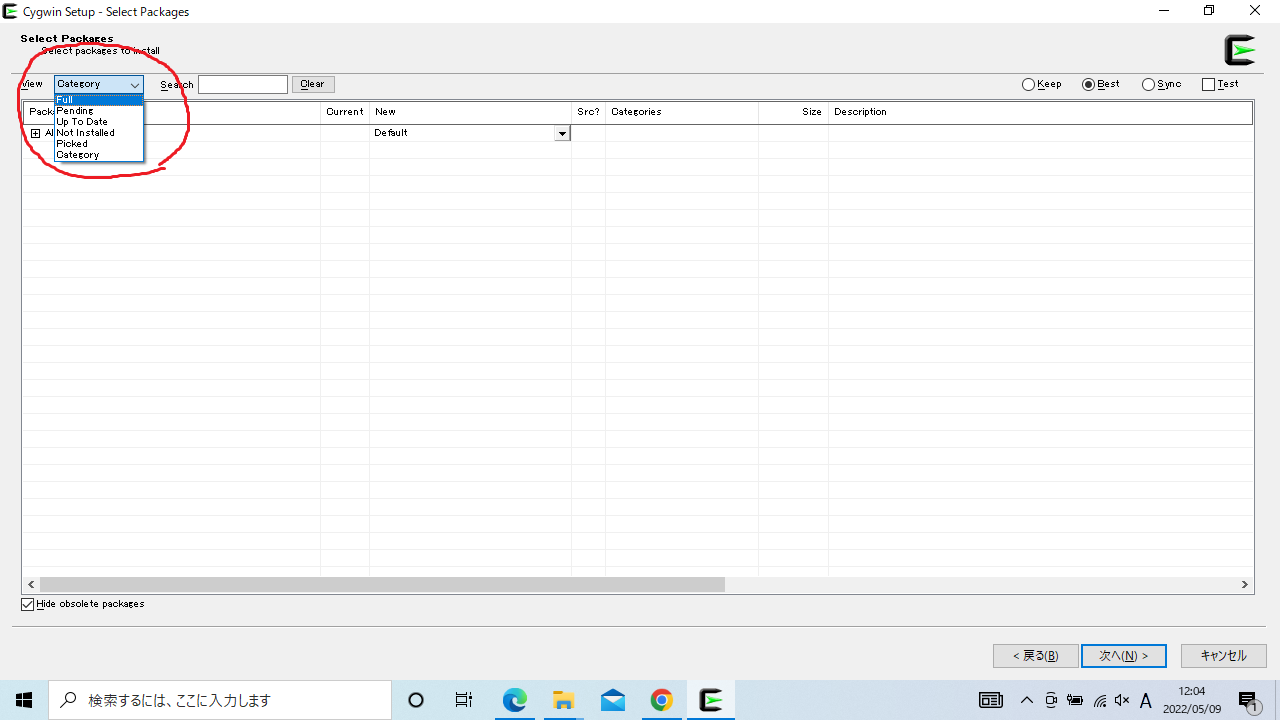 Cygwin Setup - Select Packages
Select Packages
Select packages to install
View Category Search Clear Keep Best Sync Test
Full
Pending
Up To Date
Not Installed
Picked
Category
Current New Src? Categories Size Description
Default
Hide obsolete packages
< 戻る(B) 次へ(N) > キャンセル
検索するには、ここに入力します
A
12:04
2022/05/09
1